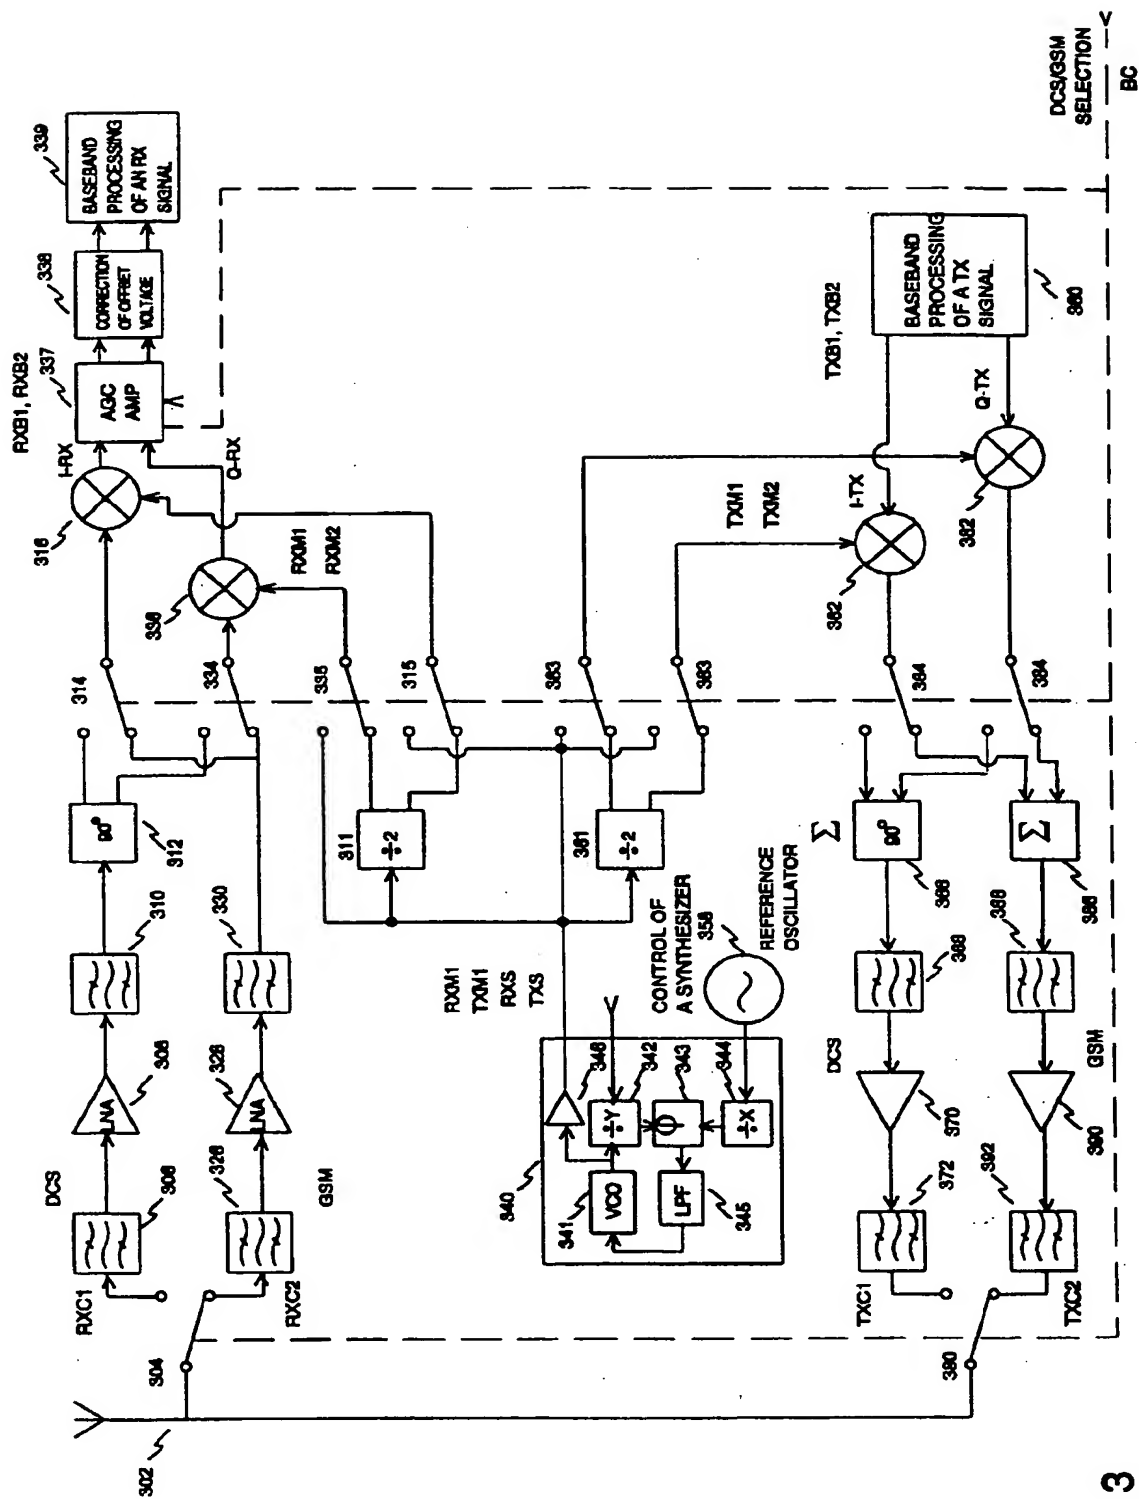 302
304
RXC1
DCS
306
LNA
308
310
90°
312
314
316
I-RX
RXB1, RXB2
337
AGC
AMP
338
CORRECTION
OF OFFSET
VOLTAGE
339
BASEBAND
PROCESSING
OF AN RX
SIGNAL
RXC2
GSM
326
LNA
328
330
334
336
Q-RX
RXM1
RXM2
335
315
311
÷2
361
÷2
383
363
TXM1
TXM2
TXB1, TXB2
I-TX
Q-TX
362
382
BASEBAND
PROCESSING
OF A TX
SIGNAL
360
DCS/GSM
SELECTION
BC
RXM1
TXM1
RXS
TXS
CONTROL OF
A SYNTHESIZER
358
REFERENCE
OSCILLATOR
340
341
VCO
346
÷Y
342
343
Φ
344
÷X
LPF
345
364
384
Σ
90°
366
Σ
386
368
388
DCS
370
GSM
390
372
392
TXC1
TXC2
380
3